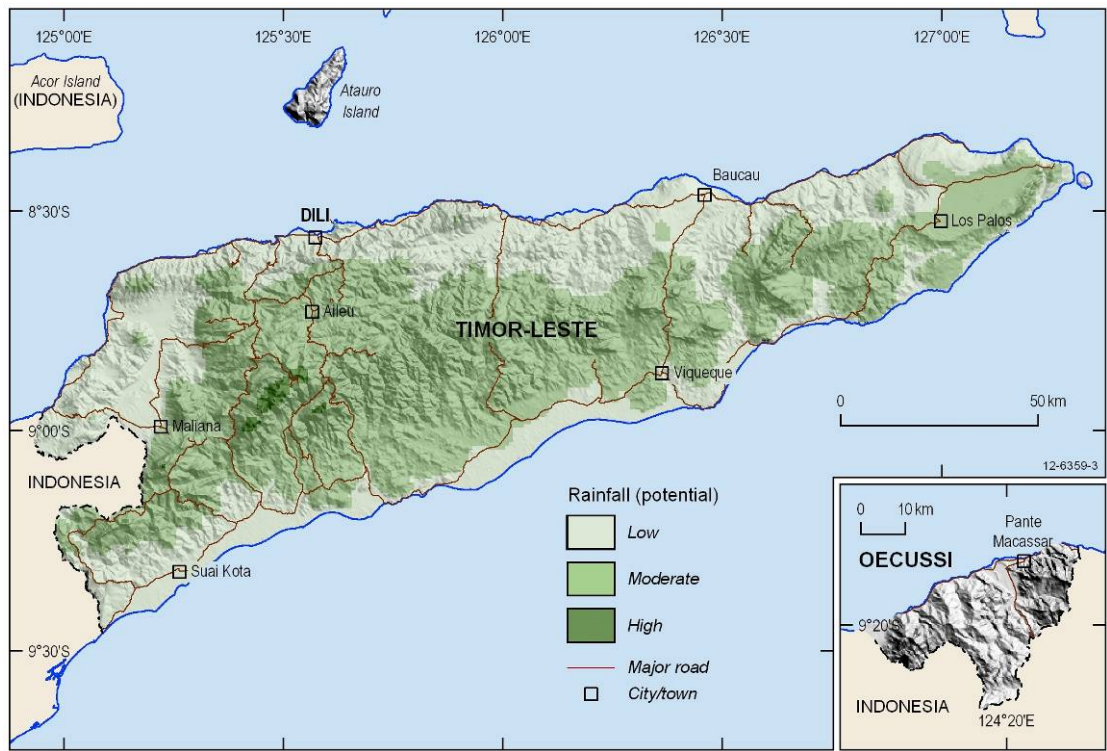 125°00'E
125°30'E
126°00'E
126°30'E
127°00'E
Acor Island
(INDONESIA)
Atauro
Island
Baucau
8°30'S
DILI
Los Palos
Aileu
TIMOR-LESTE
Viqueque
0
50 km
Maliana
9°00'S
12-6359-3
INDONESIA
Rainfall (potential)
Low
Moderate
High
Major road
City/town
Suai Kota
9°30'S
0
10 km
Pante
Macassar
OECUSSI
9°20'S
INDONESIA
124°20'E